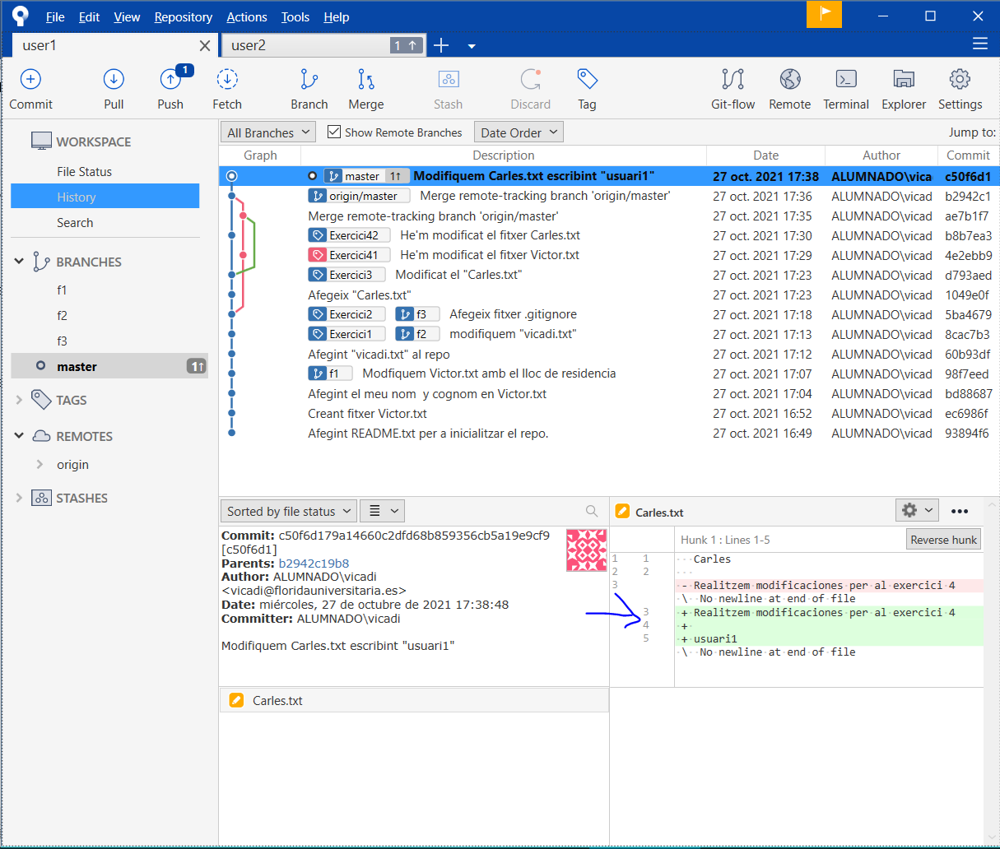 File Edit View Repository Actions Tools Help
user1 user2 1↑
1
Commit Pull Push Fetch Branch Merge Stash Discard Tag Git-flow Remote Terminal Explorer Settings
WORKSPACE
File Status
History
Search
BRANCHES
f1
f2
f3
master 1↑
TAGS
REMOTES
origin
STASHES
All Branches Show Remote Branches Date Order Jump to:
Graph Description Date Author Commit
master 1↑ Modifiquem Carles.txt escribint "usuari1" 27 oct. 2021 17:38 ALUMNADO\vica c50f6d1
origin/master Merge remote-tracking branch 'origin/master' 27 oct. 2021 17:36 ALUMNADO\vicad b2942c1
Merge remote-tracking branch 'origin/master' 27 oct. 2021 17:35 ALUMNADO\vicad ae7b1f7
Exercici42 He'm modificat el fitxer Carles.txt 27 oct. 2021 17:30 ALUMNADO\vicad b8b7ea3
Exercici41 He'm modificat el fitxer Victor.txt 27 oct. 2021 17:29 ALUMNADO\vicad 4e2ebb9
Exercici3 Modificat el "Carles.txt" 27 oct. 2021 17:23 ALUMNADO\vicad d793aed
Afegeix "Carles.txt" 27 oct. 2021 17:23 ALUMNADO\vicad 1049e0f
Exercici2 f3 Afegeix fitxer .gitignore 27 oct. 2021 17:18 ALUMNADO\vicad 5ba4679
Exercici1 f2 modifiquem "vicadi.txt" 27 oct. 2021 17:13 ALUMNADO\vicad 8cac7b3
Afegint "vicadi.txt" al repo 27 oct. 2021 17:12 ALUMNADO\vicad 60b93df
f1 Modfiquem Victor.txt amb el lloc de residencia 27 oct. 2021 17:07 ALUMNADO\vicad 98f7eed
Afegint el meu nom y cognom en Victor.txt 27 oct. 2021 17:04 ALUMNADO\vicad bd88687
Creant fitxer Victor.txt 27 oct. 2021 16:52 ALUMNADO\vicad ec6986f
Afegint README.txt per a inicialitzar el repo. 27 oct. 2021 16:49 ALUMNADO\vicad 93894f6
Sorted by file status
Commit: c50f6d179a14660c2dfd68b859356cb5a19e9cf9
[c50f6d1]
Parents: b2942c19b8
Author: ALUMNADO\vicadi
<vicadi@floridauniversitaria.es>
Date: miércoles, 27 de octubre de 2021 17:38:48
Committer: ALUMNADO\vicadi
Modifiquem Carles.txt escribint "usuari1"
Carles.txt
Carles.txt
Hunk 1 : Lines 1-5 Reverse hunk
1 1 Carles
2 2
3 - Realitzem modificaciones per al exercici 4
\ No newline at end of file
3 + Realitzem modificaciones per al exercici 4
4 +
5 + usuari1
\ No newline at end of file